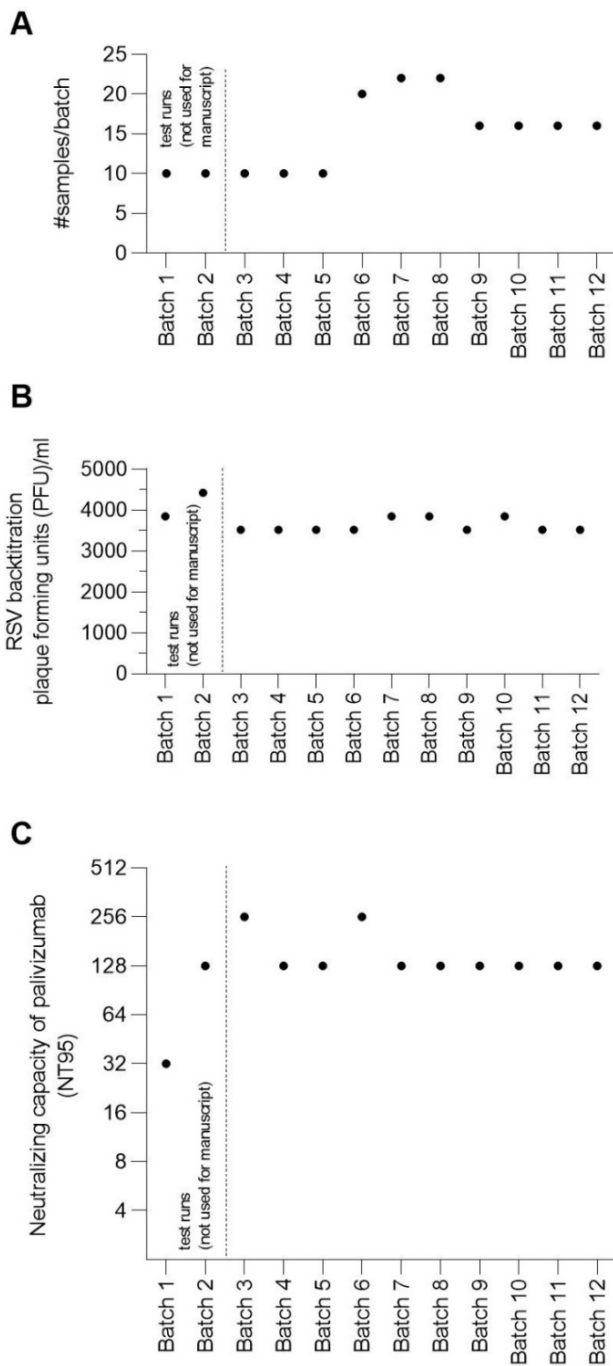 A
#samples/batch
25
20
15
10
5
0
test runs
(not used for
manuscript)
Batch 1
Batch 2
Batch 3
Batch 4
Batch 5
Batch 6
Batch 7
Batch 8
Batch 9
Batch 10
Batch 11
Batch 12
B
RSV backtitration
plaque forming units (PFU)/ml
5000
4000
3000
2000
1000
0
test runs
(not used for manuscript)
Batch 1
Batch 2
Batch 3
Batch 4
Batch 5
Batch 6
Batch 7
Batch 8
Batch 9
Batch 10
Batch 11
Batch 12
C
Neutralizing capacity of palivizumab
(NT95)
512
256
128
64
32
16
8
4
test runs
(not used for manuscript)
Batch 1
Batch 2
Batch 3
Batch 4
Batch 5
Batch 6
Batch 7
Batch 8
Batch 9
Batch 10
Batch 11
Batch 12